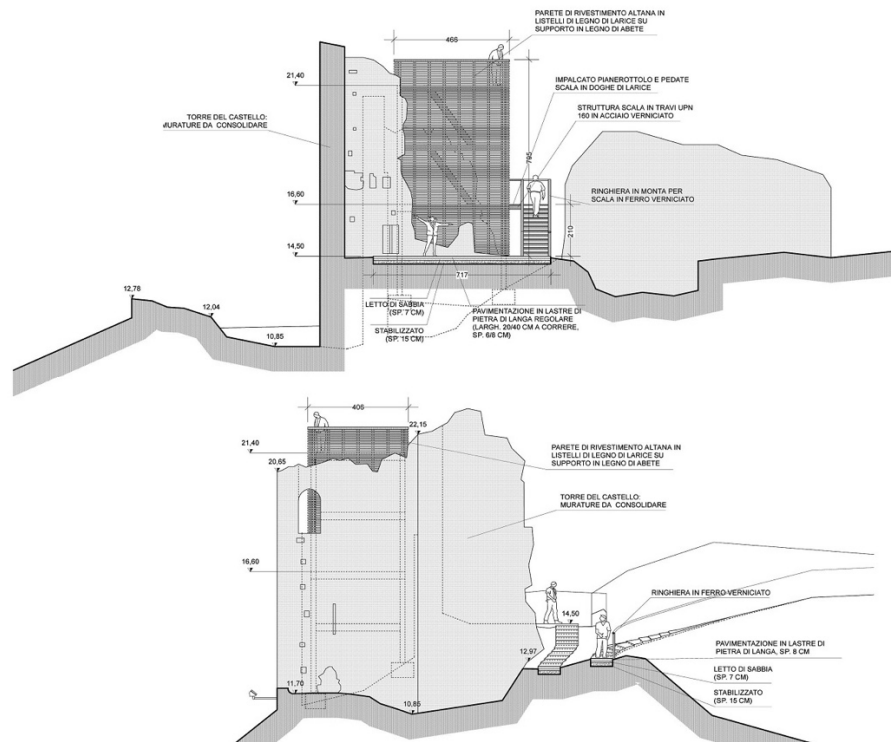 PARETE DI RIVESTIMENTO ALTANA IN
LISTELLI DI LEGNO DI LARICE SU
SUPPORTO IN LEGNO DI ABETE
465
21,40
IMPALCATO PIANEROTTOLO E PEDATE
SCALA IN DOGHE DI LARICE
STRUTTURA SCALA IN TRAVI UPN
160 IN ACCIAIO VERNICIATO
TORRE DEL CASTELLO:
MURATURE DA CONSOLIDARE
795
RINGHIERA IN MONTA PER
SCALA IN FERRO VERNICIATO
16,60
210
14,50
717
12,78
12,04
10,85
LETTO DI SABBIA
(SP. 7 CM)
STABILIZZATO
(SP. 15 CM)
PAVIMENTAZIONE IN LASTRE DI
PIETRA DI LANGA REGOLARE
(LARGH. 20/40 CM A CORRERE,
SP. 6/8 CM)
405
22,15
21,40
20,65
PARETE DI RIVESTIMENTO ALTANA IN
LISTELLI DI LEGNO DI LARICE SU
SUPPORTO IN LEGNO DI ABETE
TORRE DEL CASTELLO:
MURATURE DA CONSOLIDARE
16,60
14,50
RINGHIERA IN FERRO VERNICIATO
12,97
PAVIMENTAZIONE IN LASTRE DI
PIETRA DI LANGA, SP. 8 CM
LETTO DI SABBIA
(SP. 7 CM)
STABILIZZATO
(SP. 15 CM)
11,70
10,85